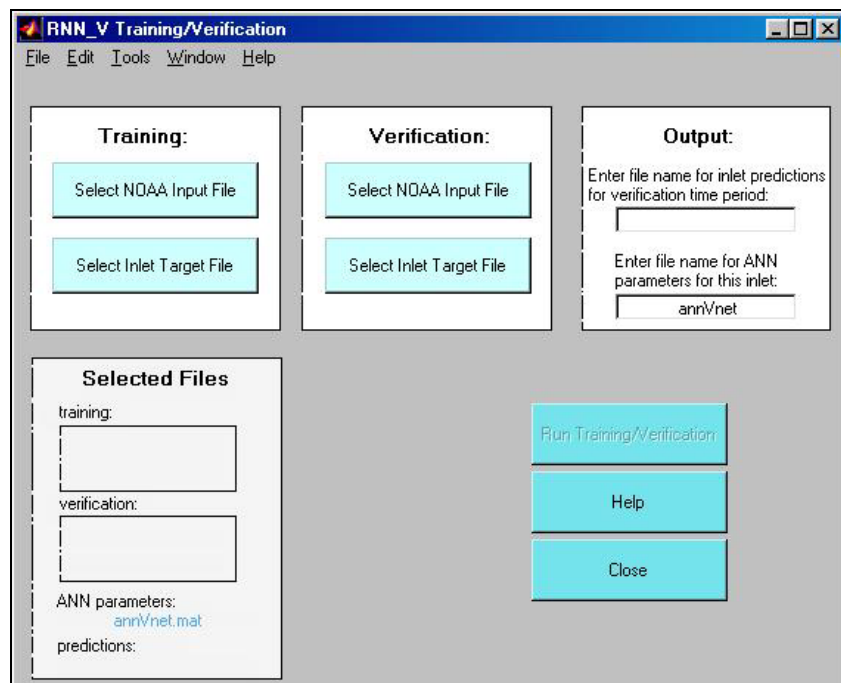 RNN_V Training/Verification
File Edit Tools Window Help
Training:
Select NOAA Input File
Select Inlet Target File
Verification:
Select NOAA Input File
Select Inlet Target File
Output:
Enter file name for inlet predictions
for verification time period:
Enter file name for ANN
parameters for this inlet:
annVnet
Selected Files
training:
verification:
ANN parameters:
annVnet.mat
predictions:
Run Training/Verification
Help
Close